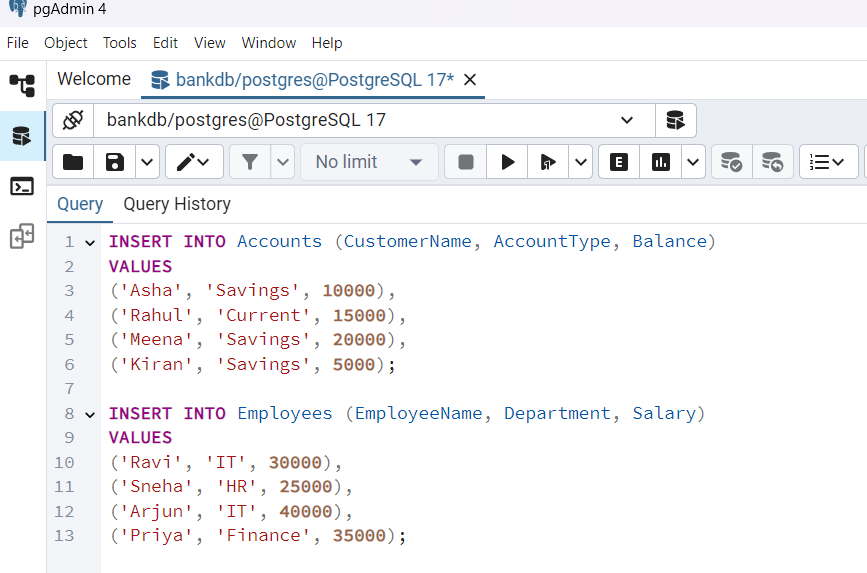 pgAdmin 4
File Object Tools Edit View Window Help
Welcome bankdb/postgres@PostgreSQL 17*
bankdb/postgres@PostgreSQL 17
No limit
E
Query Query History
1 INSERT INTO Accounts (CustomerName, AccountType, Balance)
2 VALUES
3 ('Asha', 'Savings', 10000),
4 ('Rahul', 'Current', 15000),
5 ('Meena', 'Savings', 20000),
6 ('Kiran', 'Savings', 5000);
7
8 INSERT INTO Employees (EmployeeName, Department, Salary)
9 VALUES
10 ('Ravi', 'IT', 30000),
11 ('Sneha', 'HR', 25000),
12 ('Arjun', 'IT', 40000),
13 ('Priya', 'Finance', 35000);